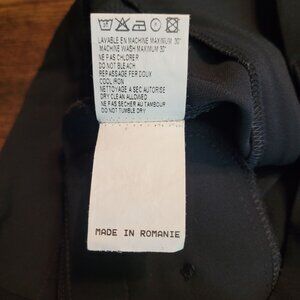 LAVABLE EN MACHINE MAXIMUM 30°
MACHINE WASH MAXIMUM 30°
NE PAS CHLORER
DO NOT BLEACH
REPASSAGE FER DOUX
COOL IRON
NETTOYAGE A SEC AUTORISE
DRY CLEAN ALLOWED
NE PAS SECHER AU TAMBOUR
DO NOT TUMBLE DRY
MADE IN ROMANIE